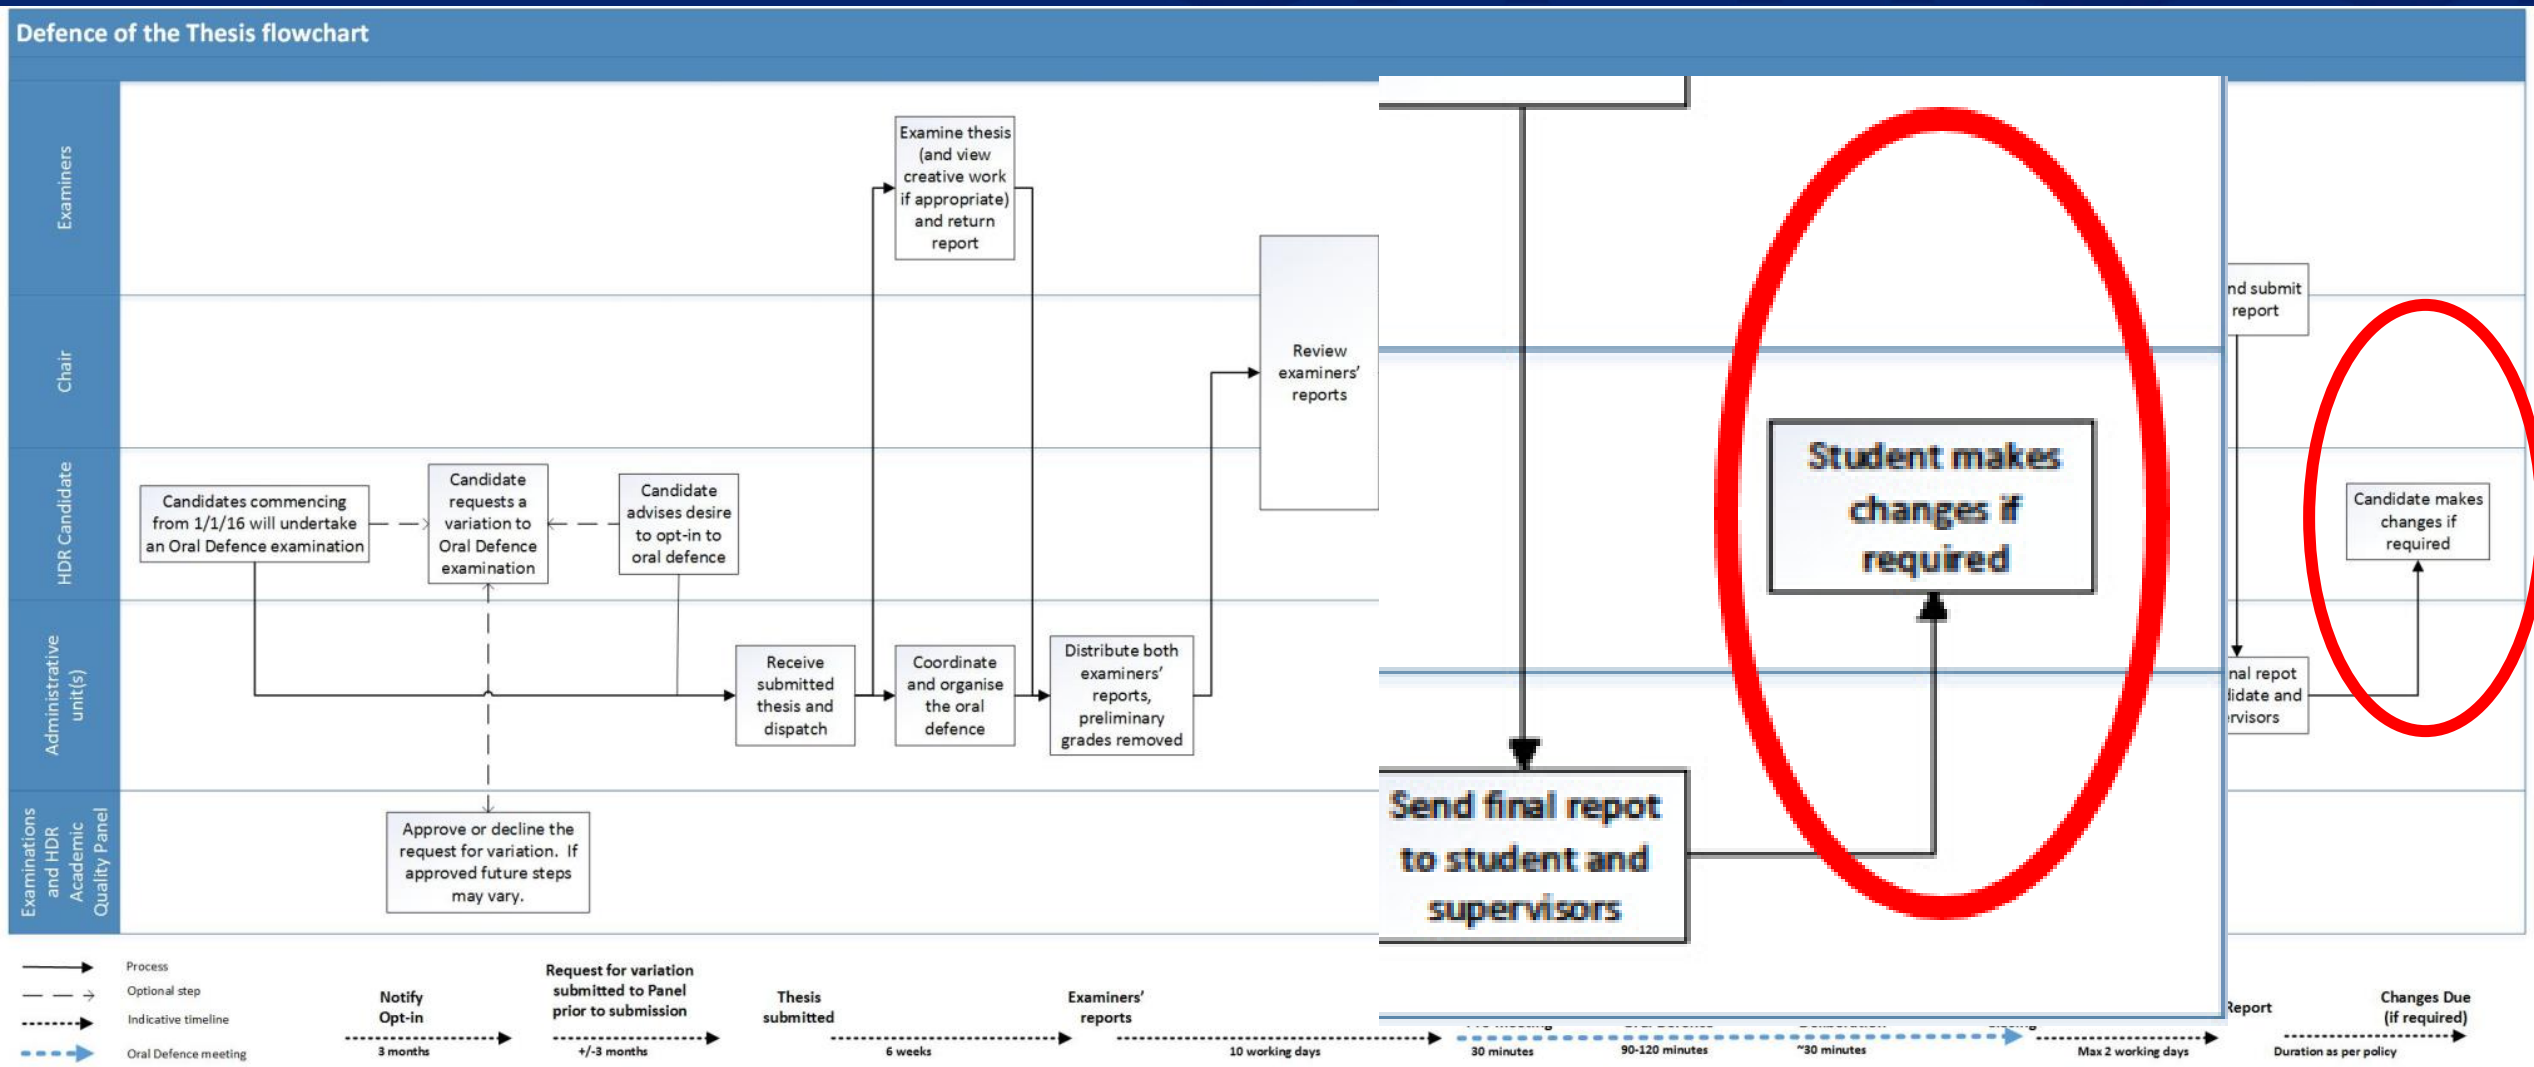 Defence of the Thesis flowchart
Examiners
Chair
HDR Candidate
Administrative
unit(s)
Examinations
and HDR
Academic
Quality Panel
Examine thesis
(and view
creative work
if appropriate)
and return
report
Review
examiners’
reports
Candidates commencing
from 1/1/16 will undertake
an Oral Defence examination
Candidate
requests a
variation to
Oral Defence
examination
Candidate
advises desire
to opt-in to
oral defence
Receive
submitted
thesis and
dispatch
Coordinate
and organise
the oral
defence
Distribute both
examiners’
reports,
preliminary
grades removed
Approve or decline the
request for variation. If
approved future steps
may vary.
Student makes
changes if
required
Send final repot
to student and
supervisors
nd submit
report
Candidate makes
changes if
required
nal repot
didate and
rvisors
Process
Optional step
Indicative timeline
Oral Defence meeting
Notify
Opt-in
3 months
Request for variation
submitted to Panel
prior to submission
+/-3 months
Thesis
submitted
6 weeks
Examiners’
reports
10 working days
30 minutes
90-120 minutes
~30 minutes
Max 2 working days
Report
Duration as per policy
Changes Due
(if required)